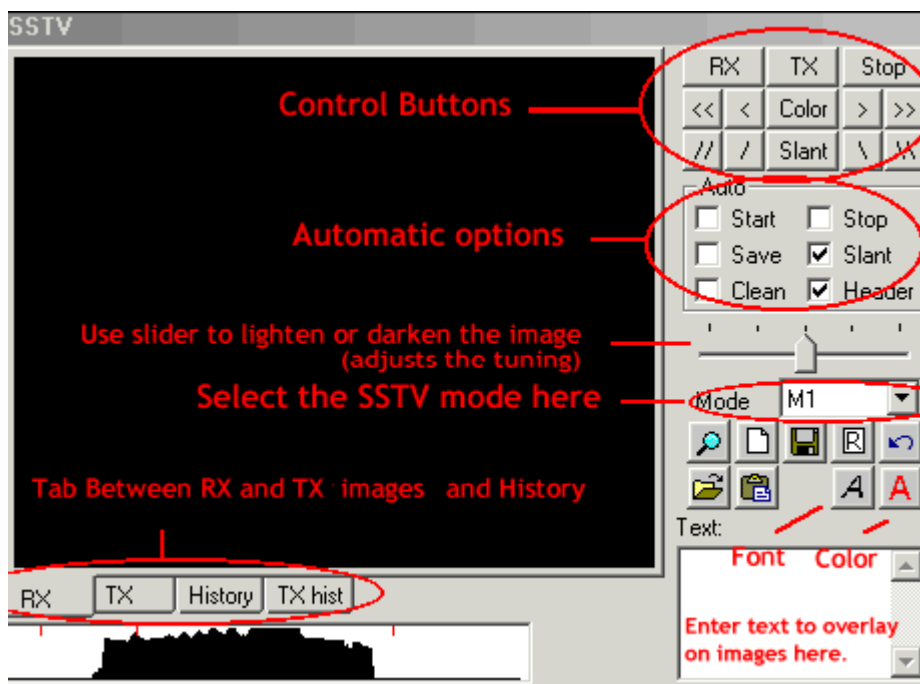 SSTV
RX TX Stop
Control Buttons
<< < Color > >>
// / Slant \ \\
Auto
Start Stop
Automatic options
Save Slant
Clean Header
Use slider to lighten or darken the image
(adjusts the tuning)
Select the SSTV mode here
Mode M1
R
Tab Between RX and TX images and History
A A
Text:
Font Color
RX TX History TX hist
Enter text to overlay
on images here.